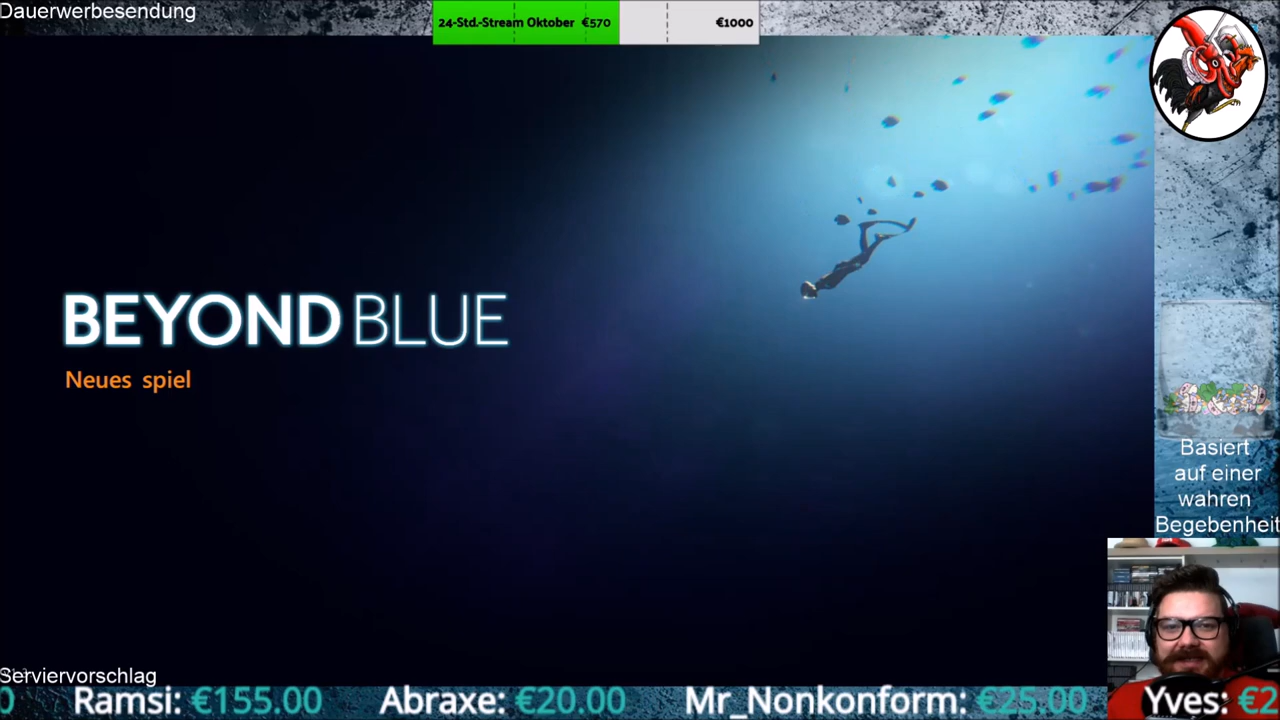 Dauerwerbesendung
24-Std.-Stream Oktober €570 €1000
BEYOND BLUE
Neues spiel
Basiert
auf einer
wahren
Begebenheit
Serviervorschlag
Ramsi: €155.00 Abraxe: €20.00 Mr_Nonkonform: €25.00 Yves: €2